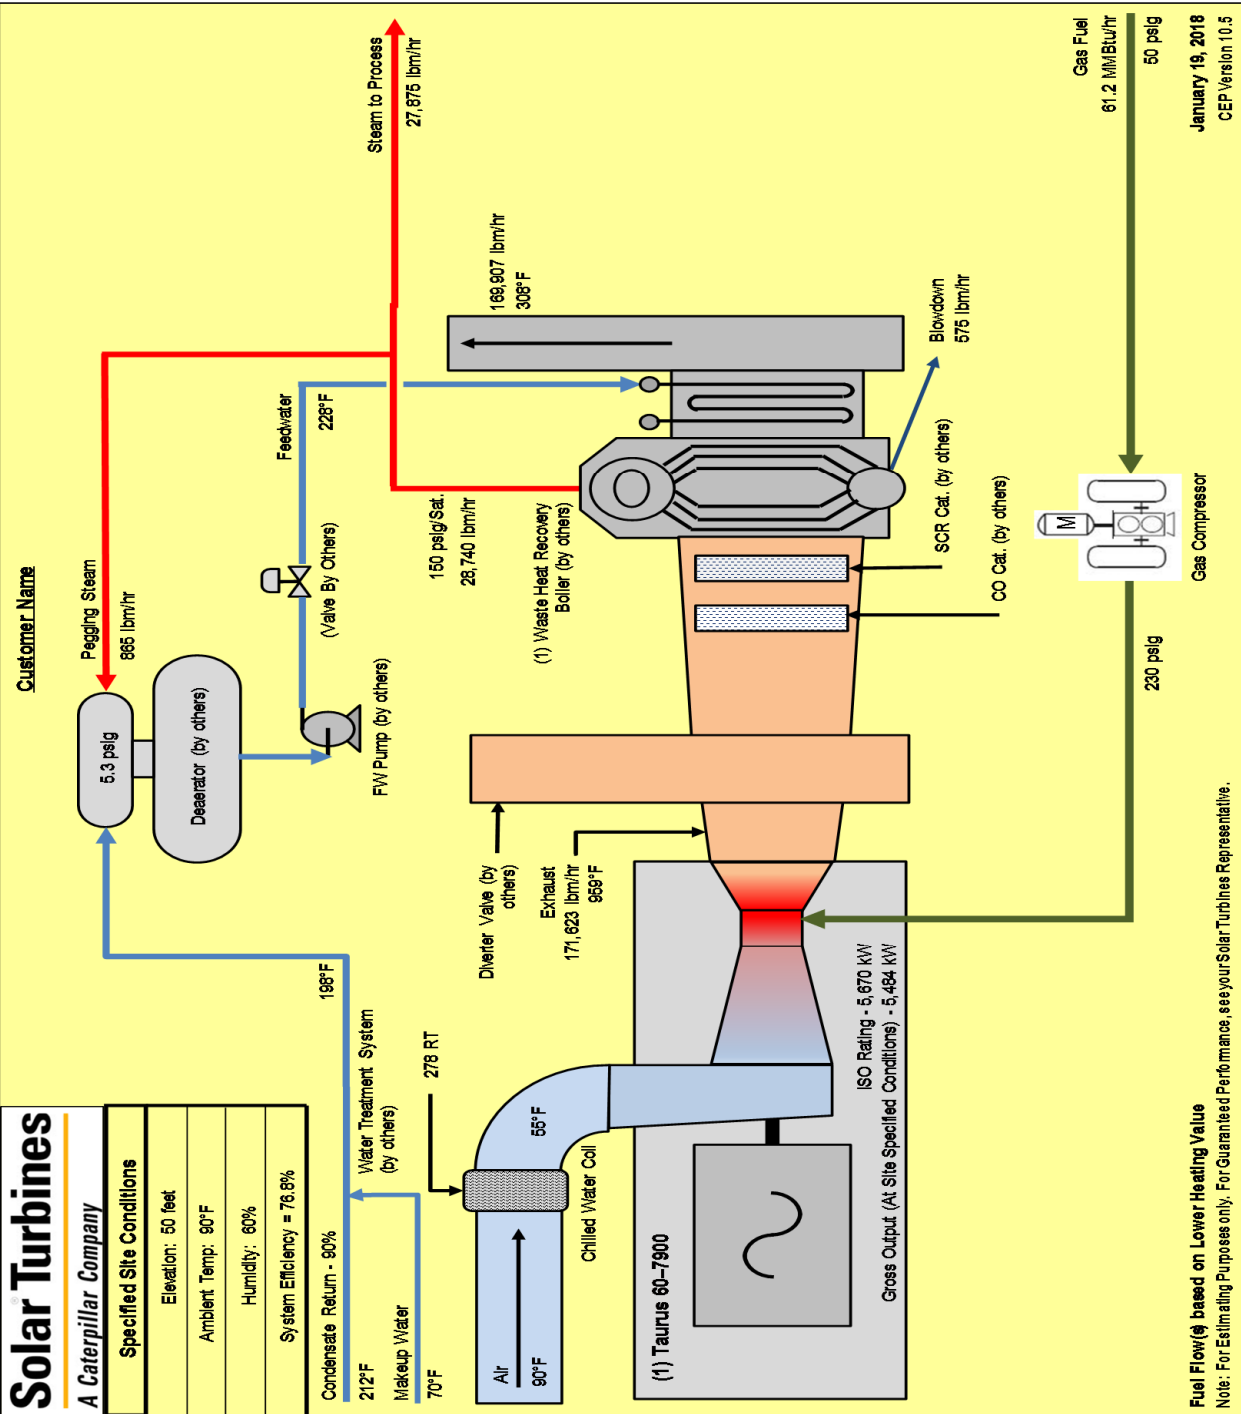 Solar Turbines
A Caterpillar Company
Customer Name
Specified Site Conditions
Elevation: 50 feet
Ambient Temp: 90°F
Humidity: 60%
System Efficiency = 76.8%
Condensate Return - 90%
212°F
Makeup Water
70°F
Water Treatment System
(by others)
198°F
5.3 psig
Deaerator (by others)
Pegging Steam
865 lbm/hr
FW Pump (by others)
(Valve By Others)
Feedwater
228°F
Steam to Process
27,875 lbm/hr
150 psig/Sat.
28,740 lbm/hr
(1) Waste Heat Recovery
Boiler (by others)
169,907 lbm/hr
308°F
Blowdown
575 lbm/hr
SCR Cat. (by others)
CO Cat. (by others)
Diverter Valve (by
others)
Exhaust
171,623 lbm/hr
959°F
278 RT
Air
90°F
55°F
Chilled Water Coil
(1) Taurus 60-7900
ISO Rating - 5,670 kW
Gross Output (At Site Specified Conditions) - 5,484 kW
230 psig
M
Gas Compressor
Gas Fuel
61.2 MMBtu/hr
50 psig
Fuel Flow(s) based on Lower Heating Value
Note: For Estimating Purposes only. For Guaranteed Performance, see your Solar Turbines Representative.
January 19, 2018
CEP Version 10.5